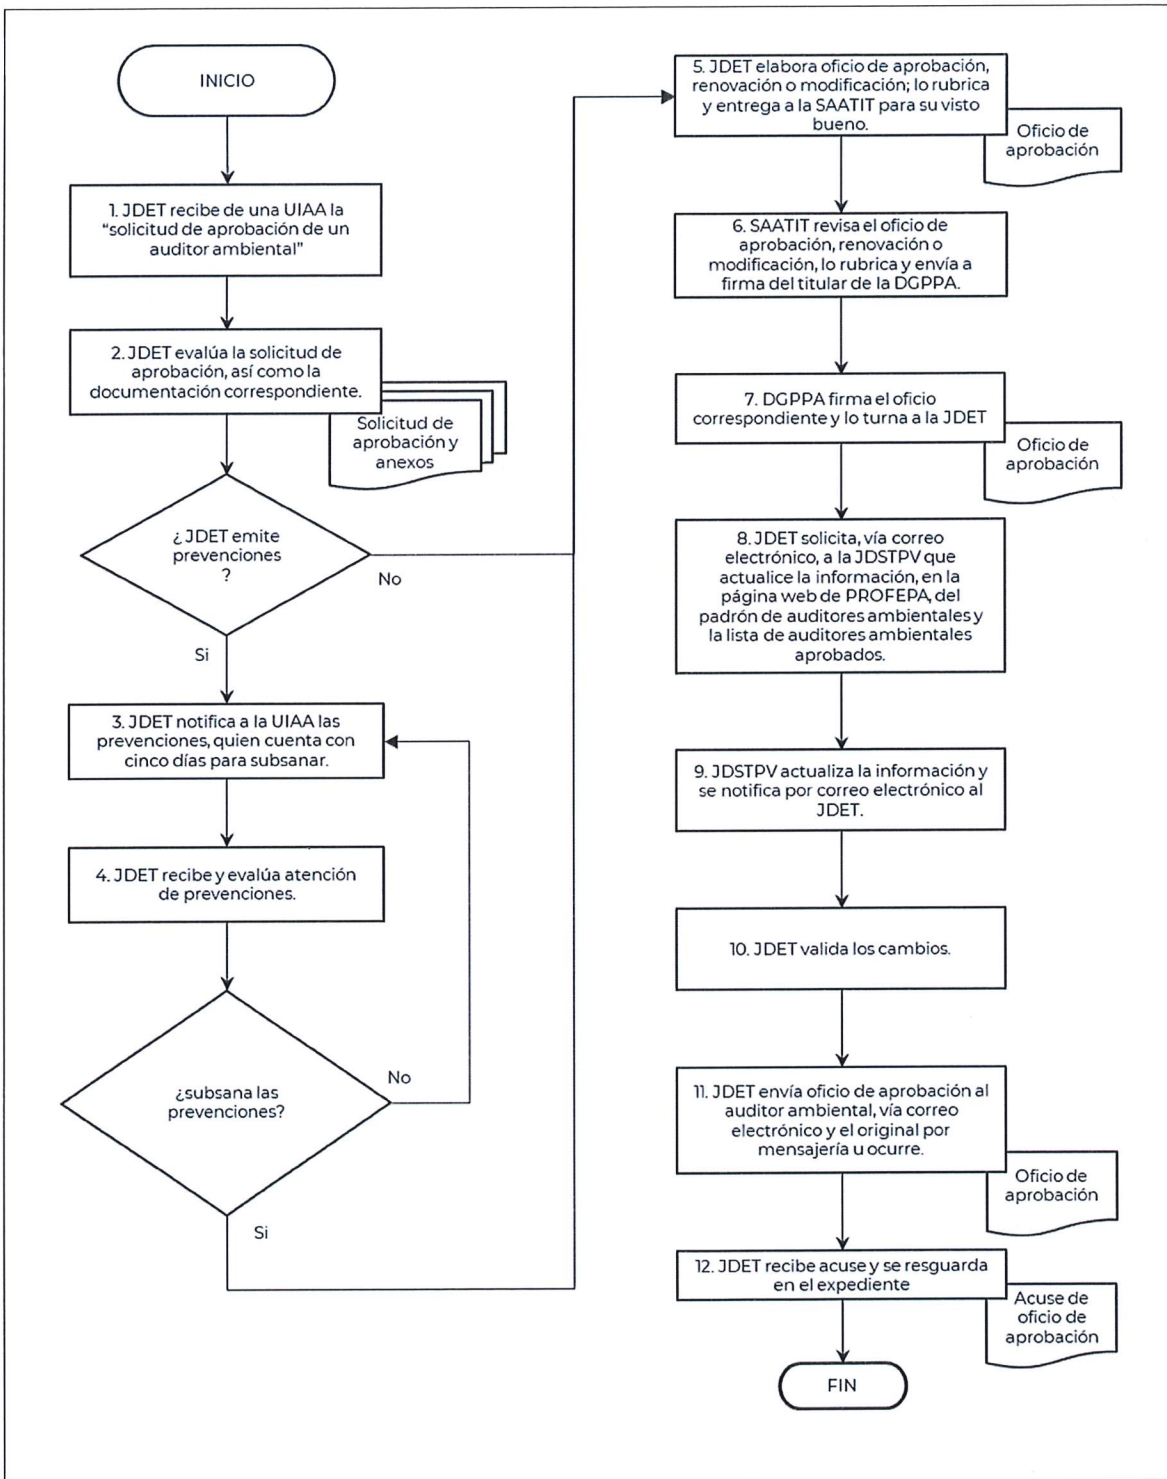 INICIO
1. JDET recibe de una UIAA la
“solicitud de aprobación de un
auditor ambiental”
2. JDET evalúa la solicitud de
aprobación, así como la
documentación correspondiente.
Solicitud de
aprobación y
anexos
¿JDET emite
prevenciones
?
No
Si
3. JDET notifica a la UIAA las
prevenciones, quien cuenta con
cinco días para subsanar.
4. JDET recibe y evalúa atención
de prevenciones.
¿subsana las
prevenciones?
No
Si
5. JDET elabora oficio de aprobación,
renovación o modificación; lo rubrica
y entrega a la SAATIT para su visto
bueno.
Oficio de
aprobación
6. SAATIT revisa el oficio de
aprobación, renovación o
modificación, lo rubrica y envía a
firma del titular de la DGPPA.
7. DGPPA firma el oficio
correspondiente y lo turna a la JDET
Oficio de
aprobación
8. JDET solicita, vía correo
electrónico, a la JDSTPV que
actualice la información, en la
página web de PROFEPA, del
padrón de auditores ambientales y
la lista de auditores ambientales
aprobados.
9. JDSTPV actualiza la información y
se notifica por correo electrónico al
JDET.
10. JDET valida los cambios.
11. JDET envía oficio de aprobación al
auditor ambiental, vía correo
electrónico y el original por
mensajería u ocurre.
Oficio de
aprobación
12. JDET recibe acuse y se resguarda
en el expediente
Acuse de
oficio de
aprobación
FIN